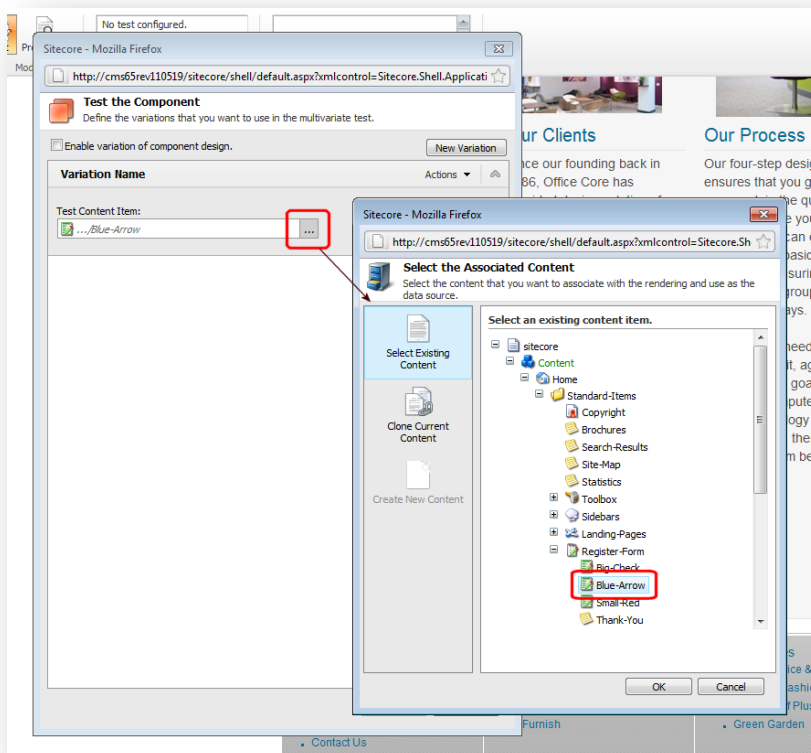 No test configured.
Sitecore - Mozilla Firefox
http://cms65rev110519/sitecore/shell/default.aspx?xmlcontrol=Sitecore.Shell.Applicati
Test the Component
Define the variations that you want to use in the multivariate test.
Enable variation of component design.
New Variation
Variation Name
Actions
Test Content Item:
.../Blue-Arrow
...
Sitecore - Mozilla Firefox
http://cms65rev110519/sitecore/shell/default.aspx?xmlcontrol=Sitecore.Sh
Select the Associated Content
Select the content that you want to associate with the rendering and use as the
data source.
Select Existing
Content
Clone Current
Content
Create New Content
Select an existing content item.
sitecore
Content
Home
Standard-Items
Copyright
Brochures
Search-Results
Site-Map
Statistics
Toolbox
Sidebars
Landing-Pages
Register-Form
Big-Check
Blue-Arrow
Small-Red
Thank-You
OK
Cancel
ur Clients
nce our founding back in
86, Office Core has
Our Process
Our four-step desi
ensures that you g
Furnish
Green Garden
Contact Us